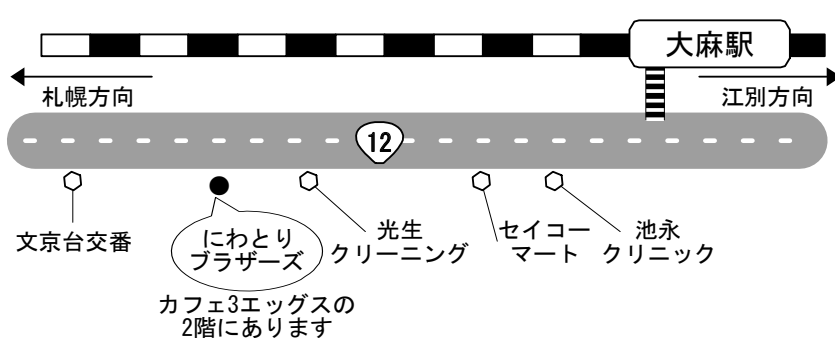 大麻駅
札幌方向
江別方向
12
文京台交番
にわとり
ブラザーズ
光生
クリーニング
セイコー
マート
池永
クリニック
カフェ3エッグスの
2階にあります